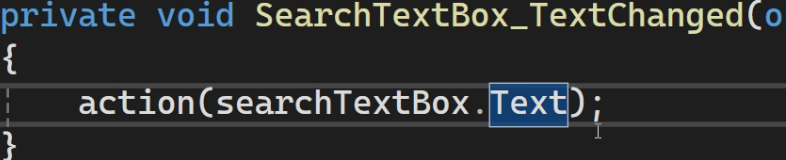 private void SearchTextBox_TextChanged(o
{
action(searchTextBox.Text);
}